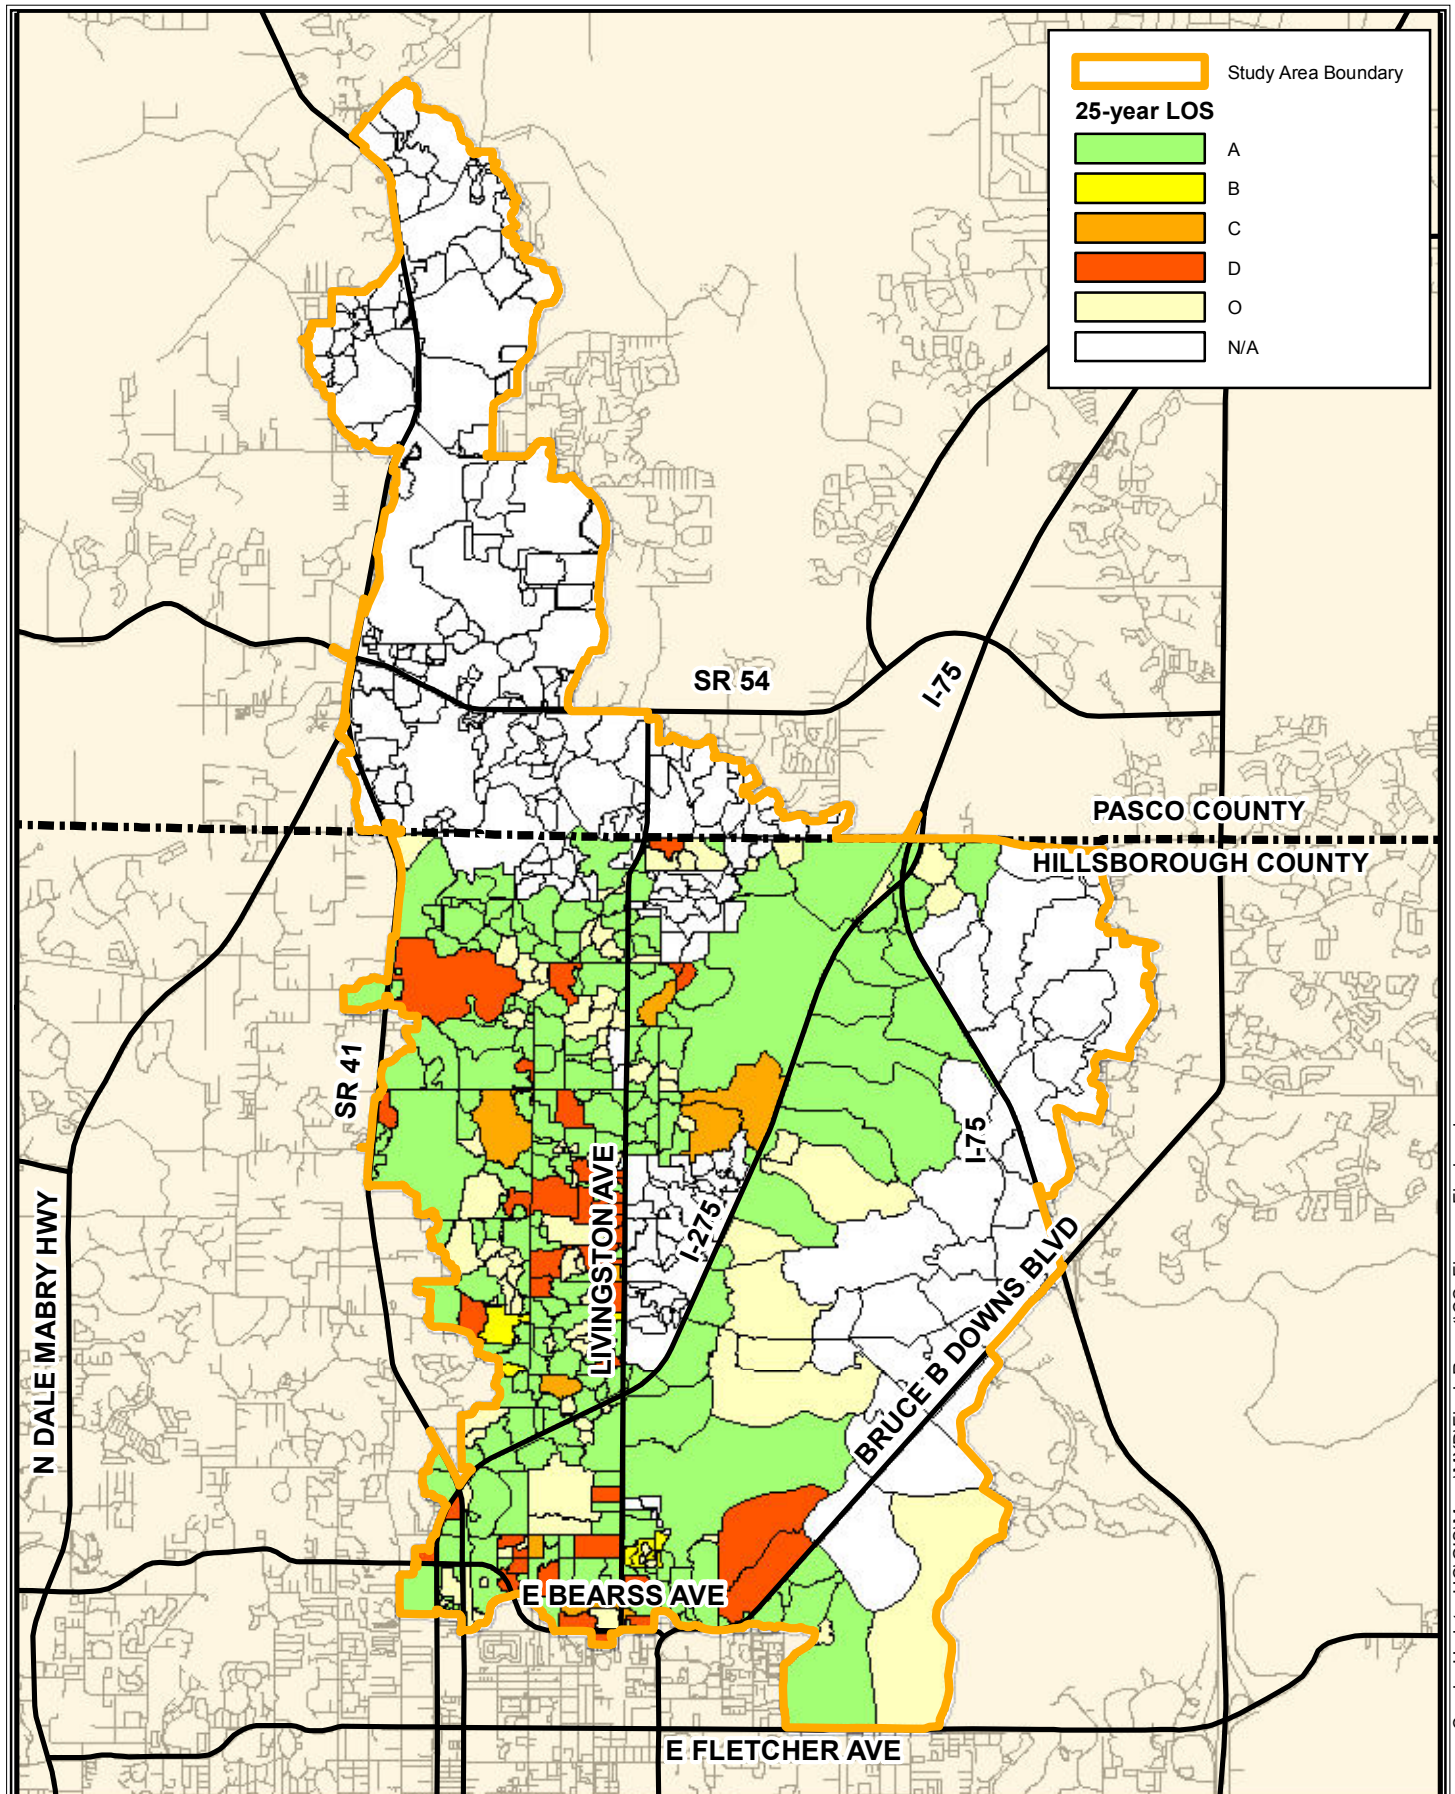 Study Area Boundary
25-year LOS
A
B
C
D
O
N/A
SR 54
I-75
PASCO COUNTY
HILLSBOROUGH COUNTY
SR 41
I-75
LIVINGSTON AVE
I-275
N DALE MABRY HWY
BRUCE B DOWNS BLVD
E BEARSS AVE
E FLETCHER AVE